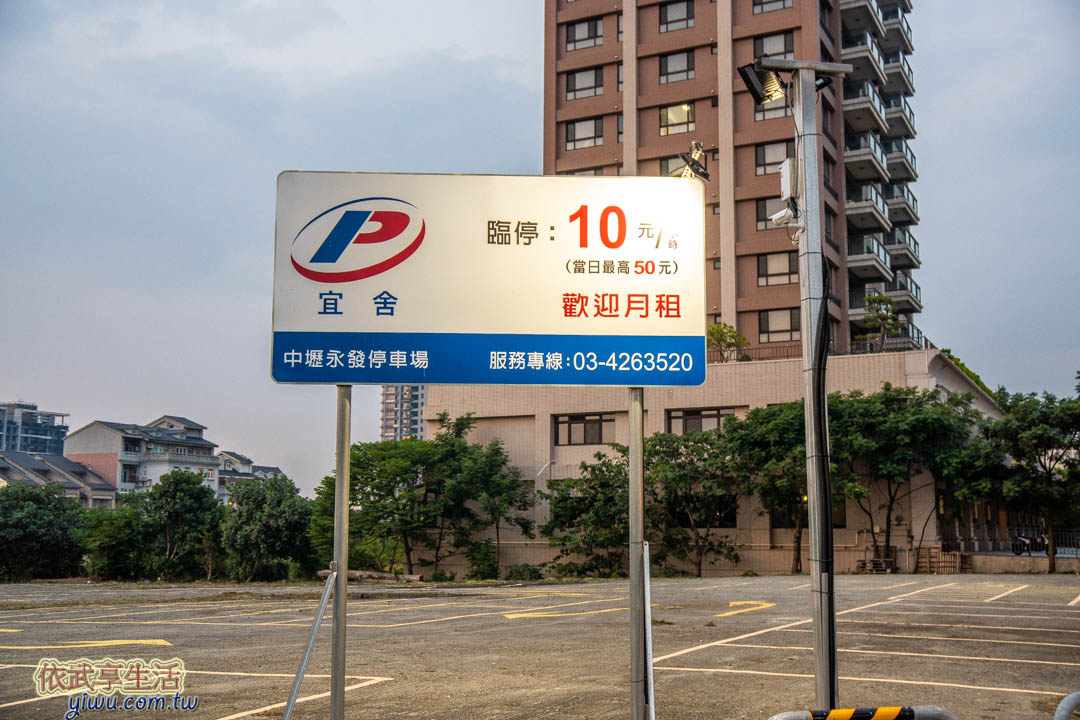 P
宜舍
臨停：10元/小時
（當日最高50元）
歡迎月租
中壢永發停車場 服務專線：03-4263520
依武享生活
yiwu.com.tw